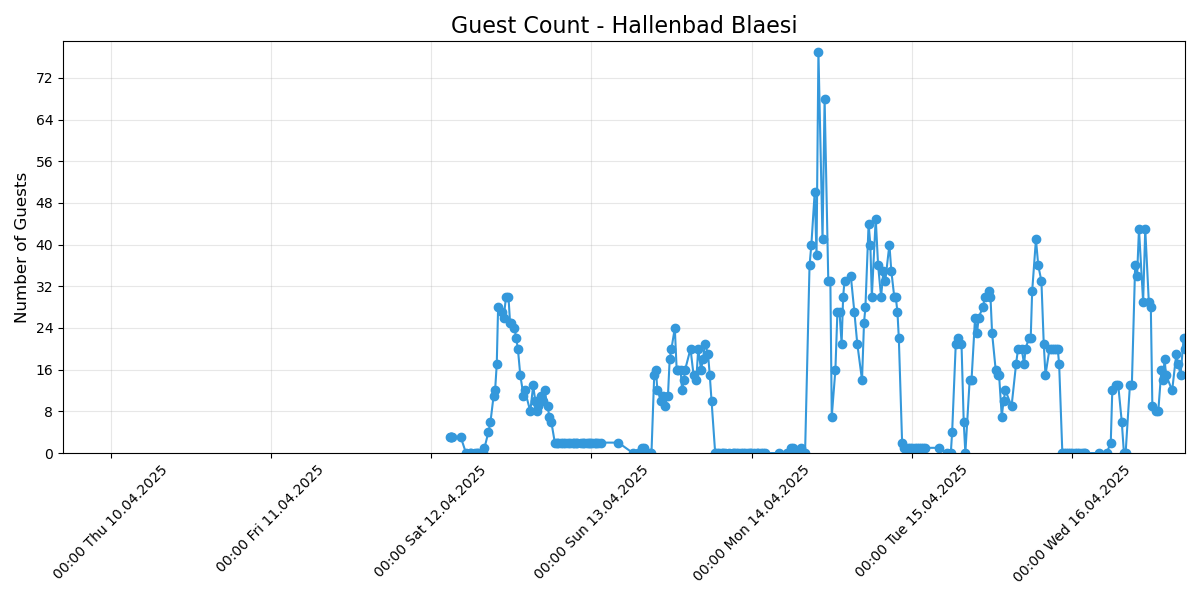 Guest Count - Hallenbad Blaesi
Number of Guests
72
64
56
48
40
32
24
16
8
0
00:00 Thu 10.04.2025
00:00 Fri 11.04.2025
00:00 Sat 12.04.2025
00:00 Sun 13.04.2025
00:00 Mon 14.04.2025
00:00 Tue 15.04.2025
00:00 Wed 16.04.2025